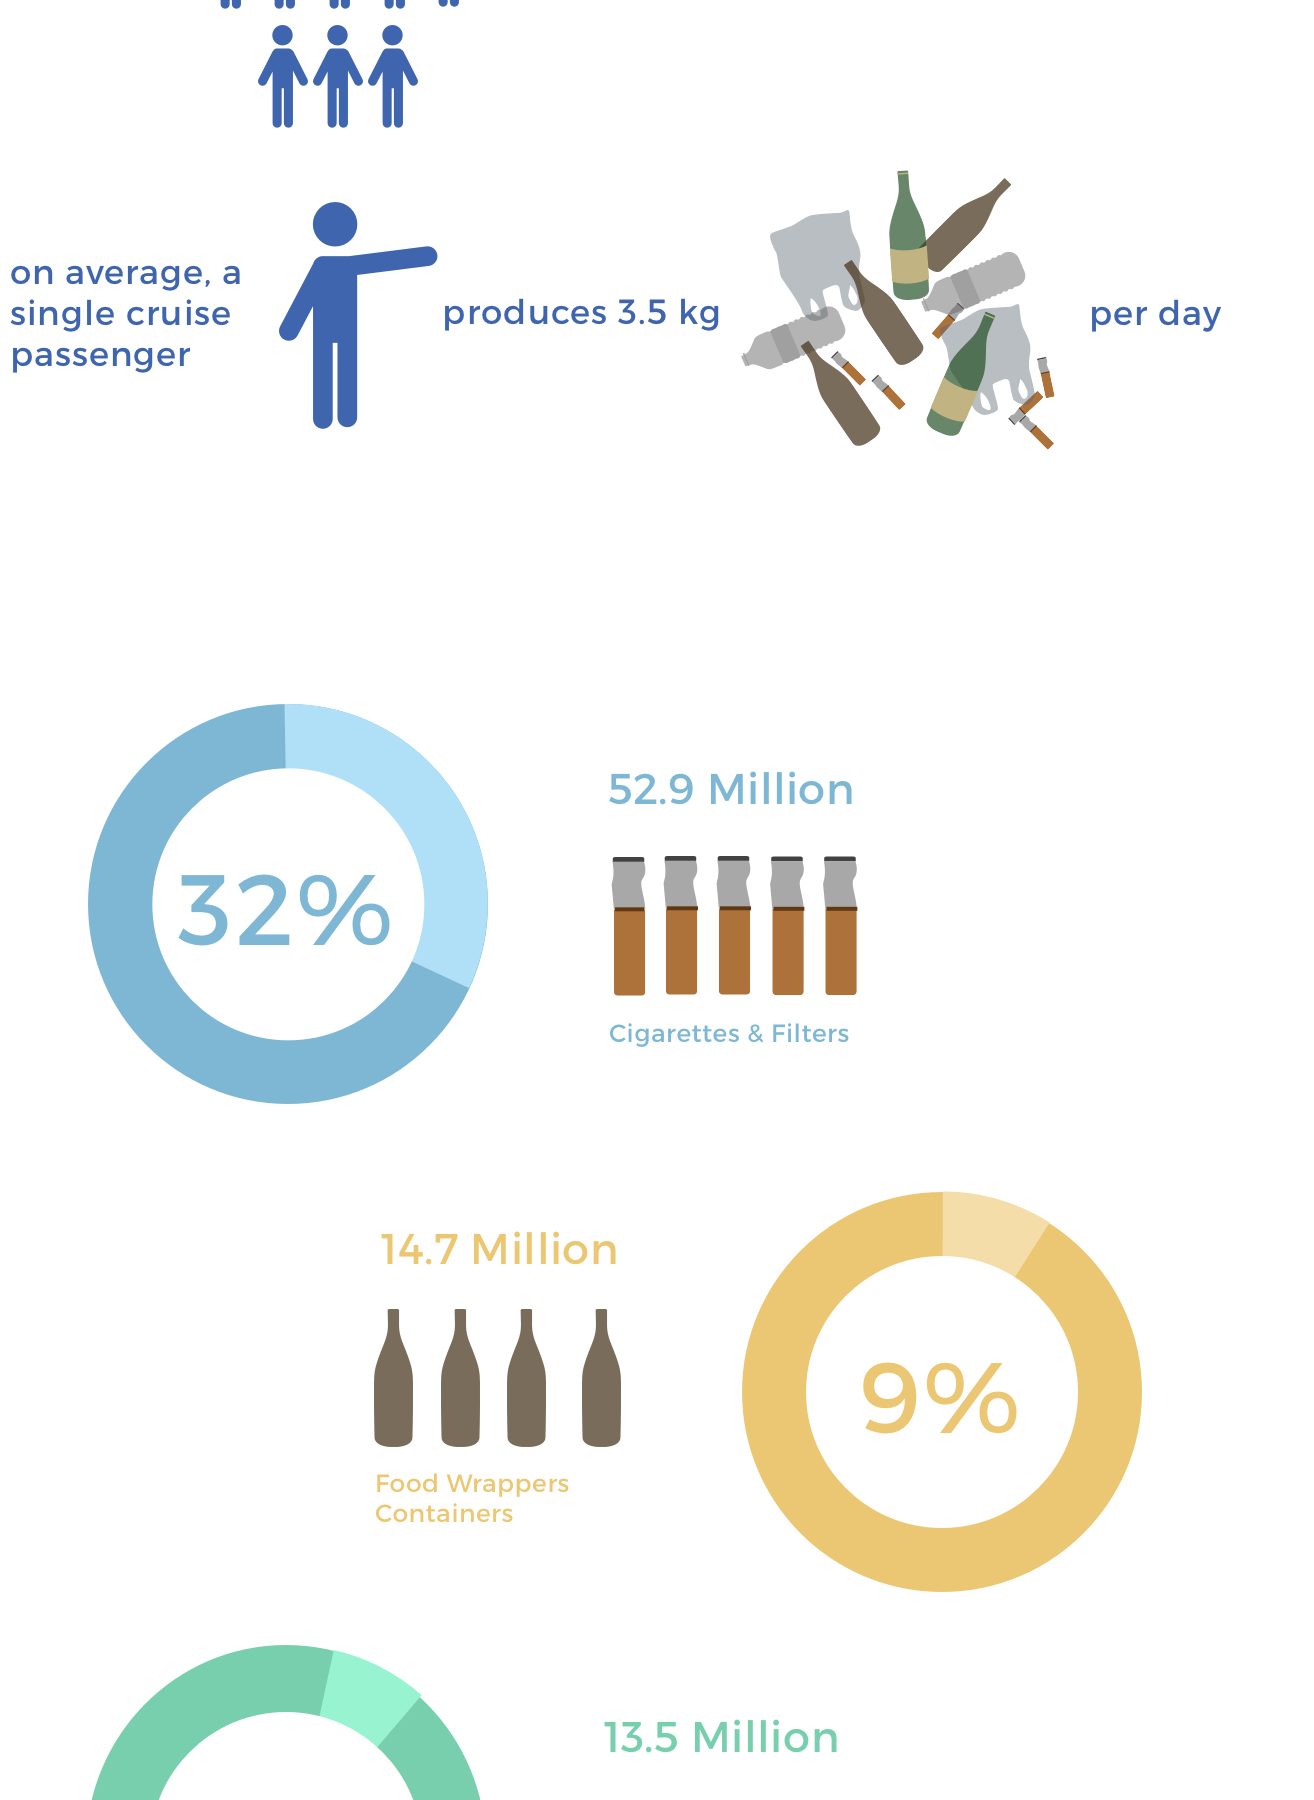 on average, a
single cruise
passenger
produces 3.5 kg
per day
32%
52.9 Million
Cigarettes & Filters
14.7 Million
Food Wrappers
Containers
9%
13.5 Million